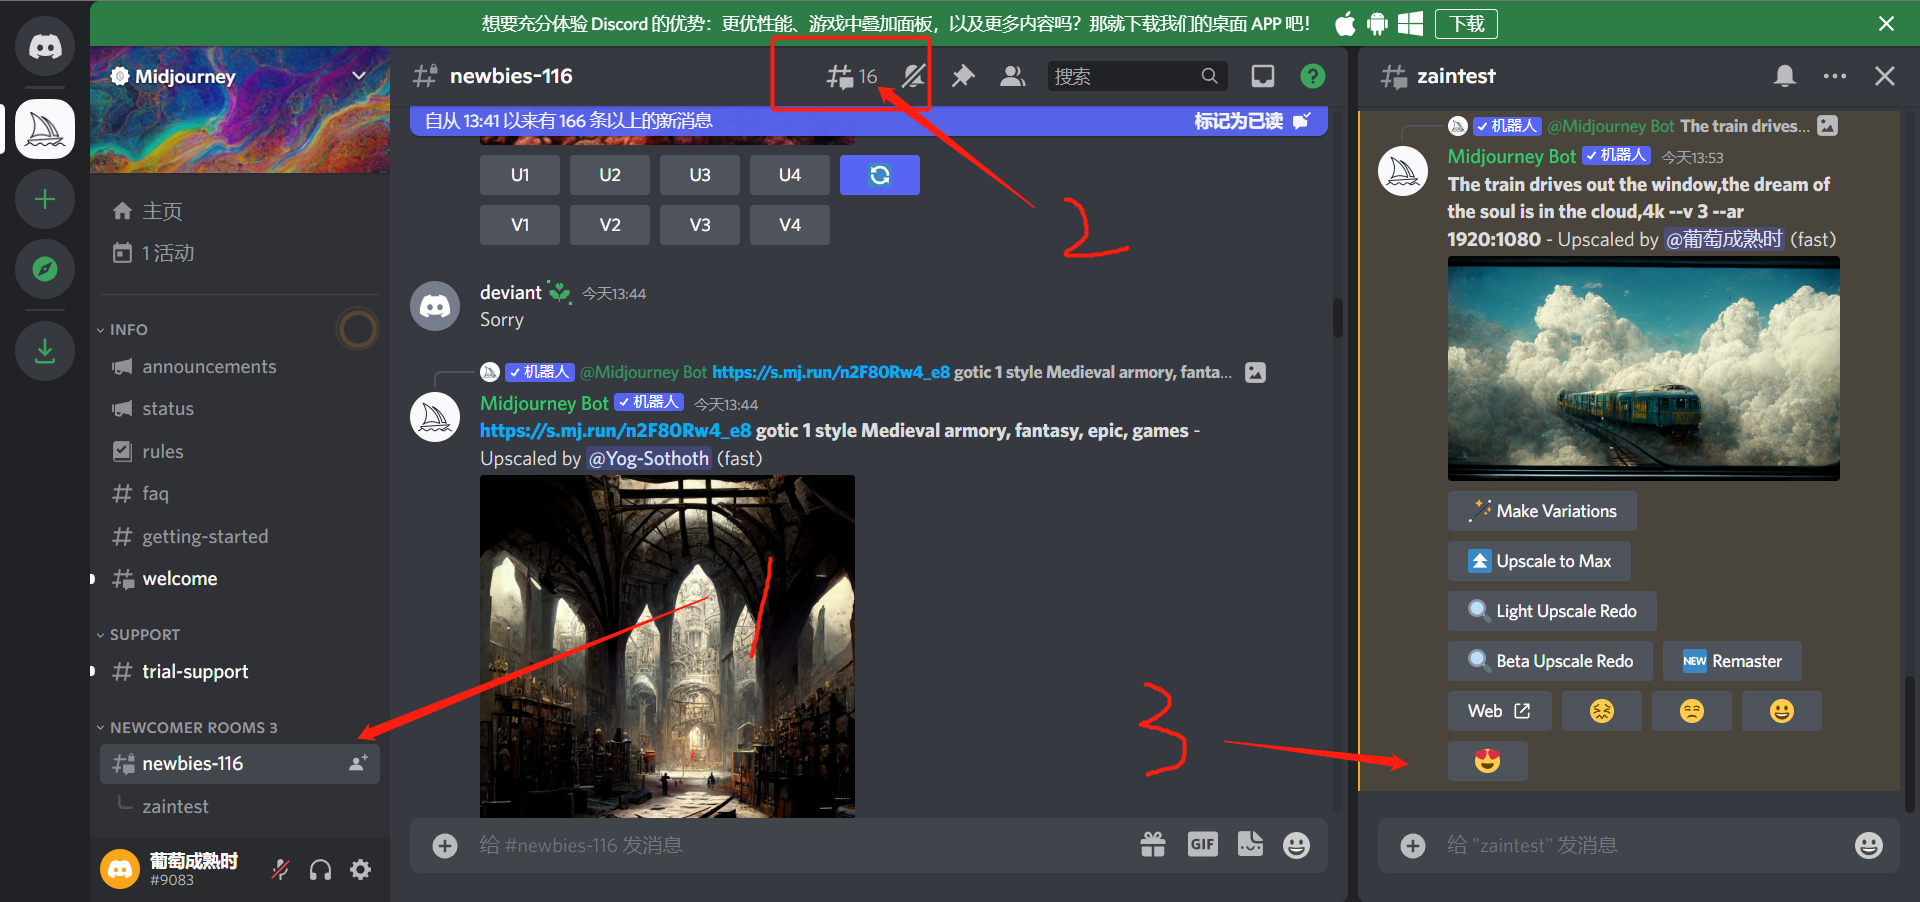 想要充分体验 Discord 的优势：更优性能、游戏中叠加面板，以及更多内容吗？那就下载我们的桌面 APP 吧！
下载
Midjourney
主页
1 活动
INFO
announcements
status
rules
faq
getting-started
welcome
SUPPORT
trial-support
NEWCOMER ROOMS 3
newbies-116
zaintest
葡萄成熟时
#9083
newbies-116
16
搜索
自从 13:41 以来有 166 条以上的新消息
标记为已读
U1
U2
U3
U4
V1
V2
V3
V4
2
deviant 今天13:44
Sorry
机器人 @Midjourney Bot https://s.mj.run/n2F80Rw4_e8 gotic 1 style Medieval armory, fanta...
Midjourney Bot 机器人 今天13:44
https://s.mj.run/n2F80Rw4_e8 gotic 1 style Medieval armory, fantasy, epic, games -
Upscaled by @Yog-Sothoth (fast)
1
3
给 #newbies-116 发消息
GIF
zaintest
机器人 @Midjourney Bot The train drives...
Midjourney Bot 机器人 今天13:53
The train drives out the window,the dream of
the soul is in the cloud,4k --v 3 --ar
1920:1080 - Upscaled by @葡萄成熟时 (fast)
Make Variations
Upscale to Max
Light Upscale Redo
Beta Upscale Redo
NEW Remaster
Web
给 "zaintest" 发消息